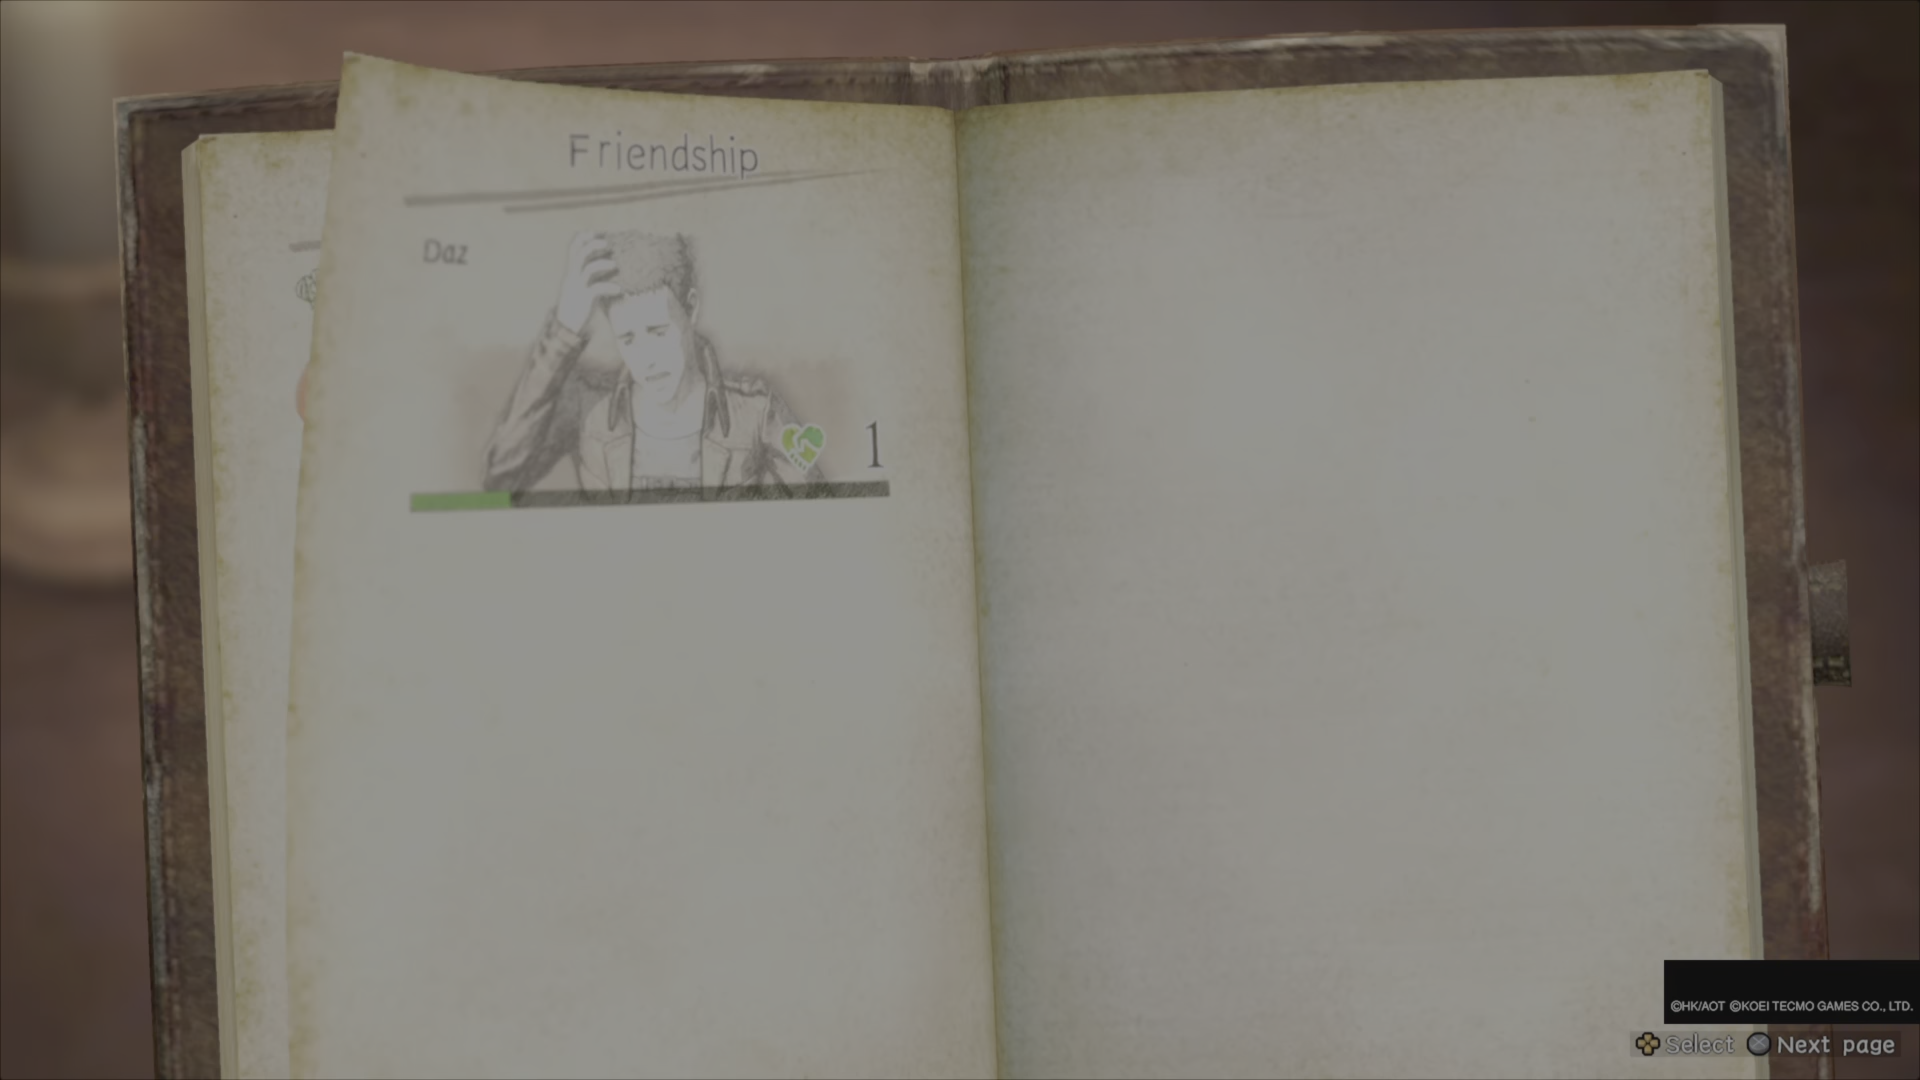 Friendship
Daz
1
©HK/AOT ©KOEI TECMO GAMES CO., LTD.
Select Next page